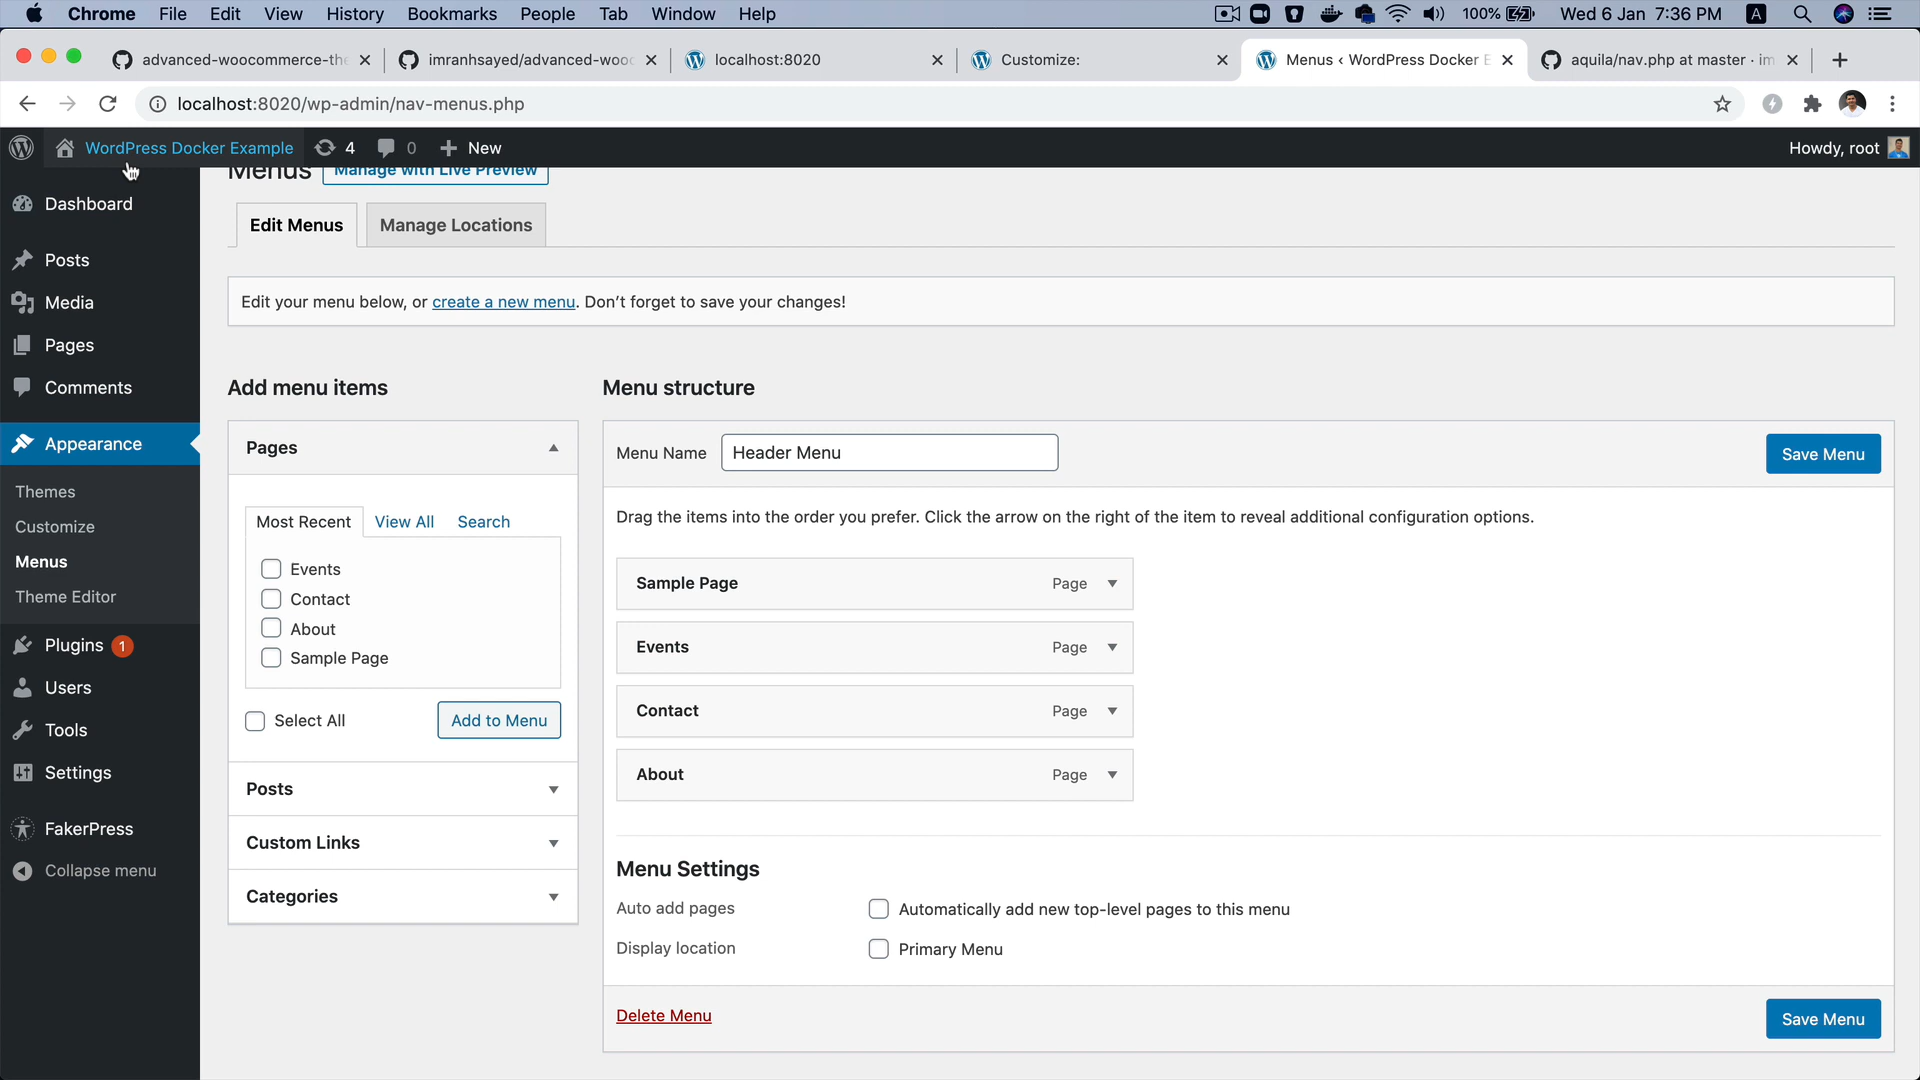 Chrome File Edit View History Bookmarks People Tab Window Help 100% Wed 6 Jan 7:36 PM A
advanced-woocommerce-the imranhsayed/advanced-wooc localhost:8020 Customize: Menus ‹ WordPress Docker E aquila/nav.php at master · im
localhost:8020/wp-admin/nav-menus.php
WordPress Docker Example 4 0 New Howdy, root
Menus Manage with Live Preview
Dashboard
Posts
Media
Pages
Comments
Appearance
Themes
Customize
Menus
Theme Editor
Plugins 1
Users
Tools
Settings
FakerPress
Collapse menu
Edit Menus Manage Locations
Edit your menu below, or create a new menu. Don’t forget to save your changes!
Add menu items
Pages
Most Recent View All Search
Events
Contact
About
Sample Page
Select All Add to Menu
Posts
Custom Links
Categories
Menu structure
Menu Name Header Menu Save Menu
Drag the items into the order you prefer. Click the arrow on the right of the item to reveal additional configuration options.
Sample Page Page
Events Page
Contact Page
About Page
Menu Settings
Auto add pages Automatically add new top-level pages to this menu
Display location Primary Menu
Delete Menu Save Menu